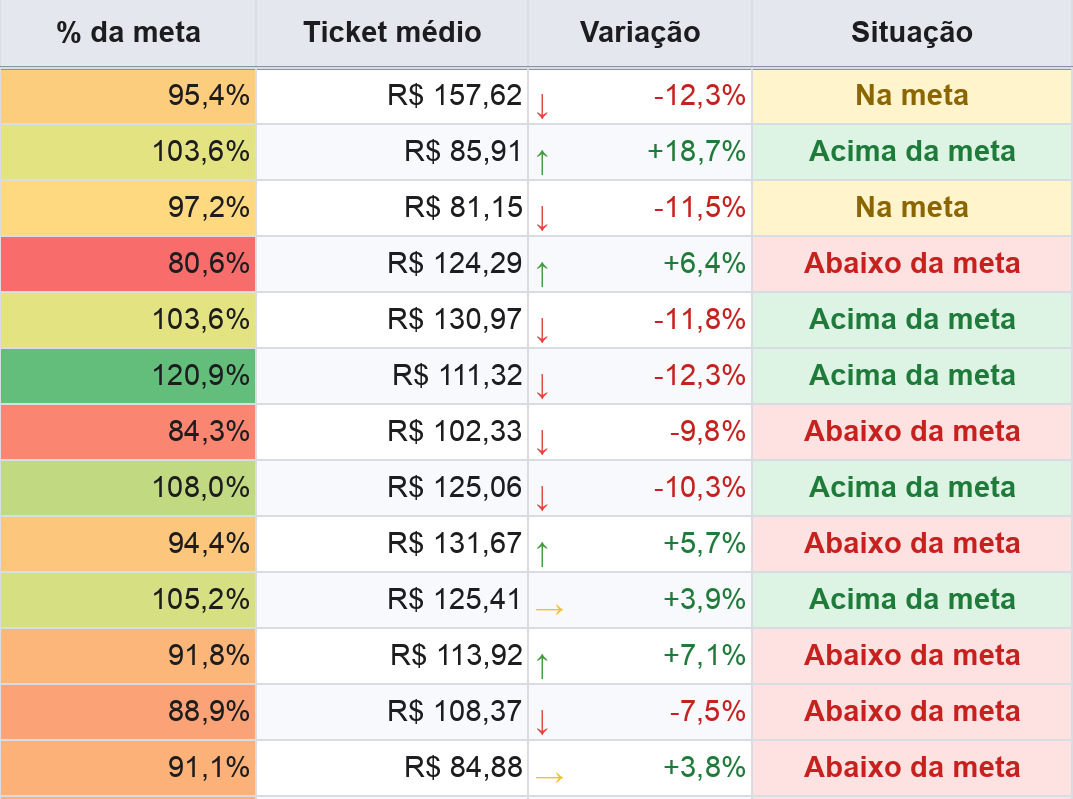 % da meta Ticket médio Variação Situação
95,4% R$ 157,62 ↓ -12,3% Na meta
103,6% R$ 85,91 ↑ +18,7% Acima da meta
97,2% R$ 81,15 ↓ -11,5% Na meta
80,6% R$ 124,29 ↑ +6,4% Abaixo da meta
103,6% R$ 130,97 ↓ -11,8% Acima da meta
120,9% R$ 111,32 ↓ -12,3% Acima da meta
84,3% R$ 102,33 ↓ -9,8% Abaixo da meta
108,0% R$ 125,06 ↓ -10,3% Acima da meta
94,4% R$ 131,67 ↑ +5,7% Abaixo da meta
105,2% R$ 125,41 → +3,9% Acima da meta
91,8% R$ 113,92 ↑ +7,1% Abaixo da meta
88,9% R$ 108,37 ↓ -7,5% Abaixo da meta
91,1% R$ 84,88 → +3,8% Abaixo da meta